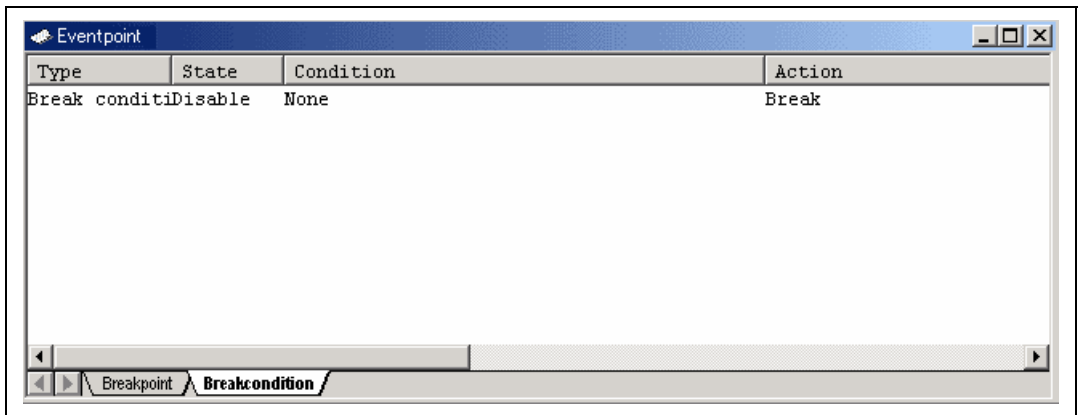 Eventpoint
Type State Condition Action
Break conditiDisable None Break
Breakpoint Breakcondition